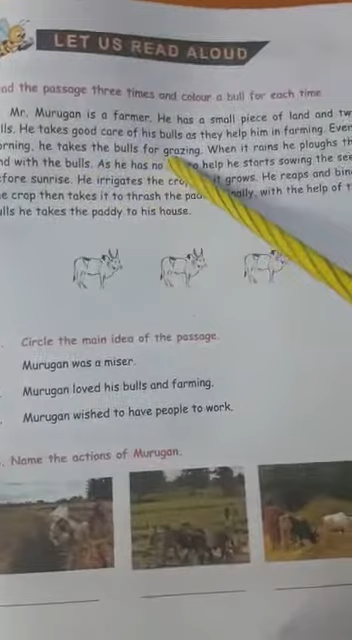 LET US READ ALOUD
ad the passage three times and colour a bull for each time
Mr. Murugan is a farmer. He has a small piece of land and tw
lls. He takes good care of his bulls as they help him in farming. Ever
orning, he takes the bulls for grazing. When it rains he ploughs th
nd with the bulls. As he has no help he starts sowing the see
efore sunrise. He irrigates the cro it grows. He reaps and bin
e crop then takes it to thrash the pad nally, with the help of t
ulls he takes the paddy to his house.
Circle the main idea of the passage.
Murugan was a miser.
Murugan loved his bulls and farming.
Murugan wished to have people to work.
. Name the actions of Murugan.